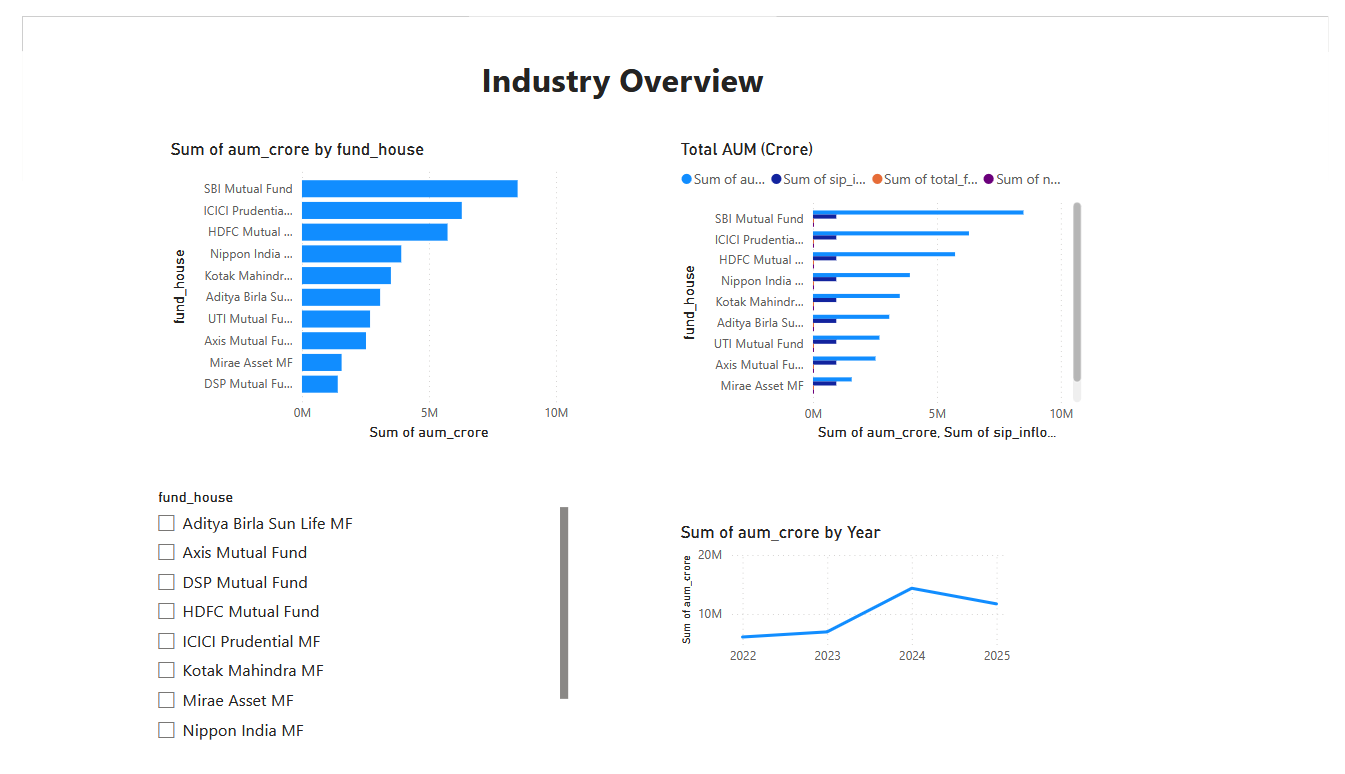 Industry Overview
Sum of aum_crore by fund_house
fund_house
SBI Mutual Fund
ICICI Prudentia...
HDFC Mutual ...
Nippon India ...
Kotak Mahindr...
Aditya Birla Su...
UTI Mutual Fu...
Axis Mutual Fu...
Mirae Asset MF
DSP Mutual Fu...
0M 5M 10M
Sum of aum_crore
Total AUM (Crore)
Sum of au... Sum of sip_i... Sum of total_f... Sum of n...
fund_house
SBI Mutual Fund
ICICI Prudentia...
HDFC Mutual ...
Nippon India ...
Kotak Mahindr...
Aditya Birla Su...
UTI Mutual Fund
Axis Mutual Fu...
Mirae Asset MF
0M 5M 10M
Sum of aum_crore, Sum of sip_inflo...
fund_house
Aditya Birla Sun Life MF
Axis Mutual Fund
DSP Mutual Fund
HDFC Mutual Fund
ICICI Prudential MF
Kotak Mahindra MF
Mirae Asset MF
Nippon India MF
Sum of aum_crore by Year
Sum of aum_crore
20M
10M
2022 2023 2024 2025